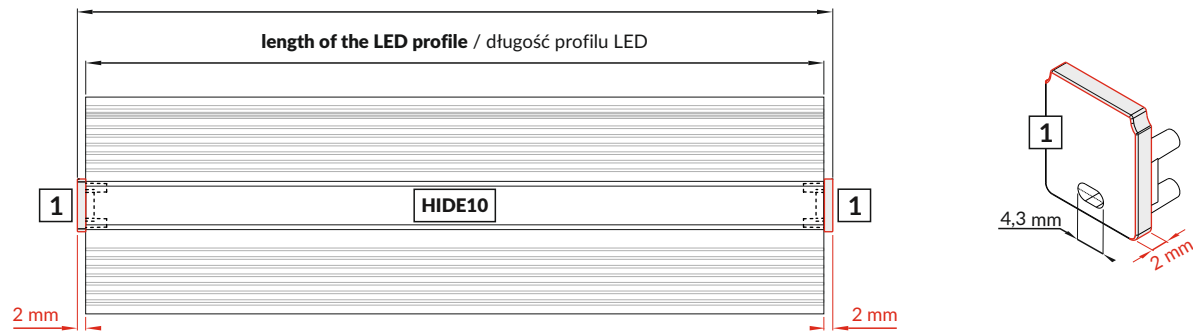 length of the LED profile / długość profilu LED
1
HIDE10
1
2 mm
2 mm
1
4,3 mm
2 mm